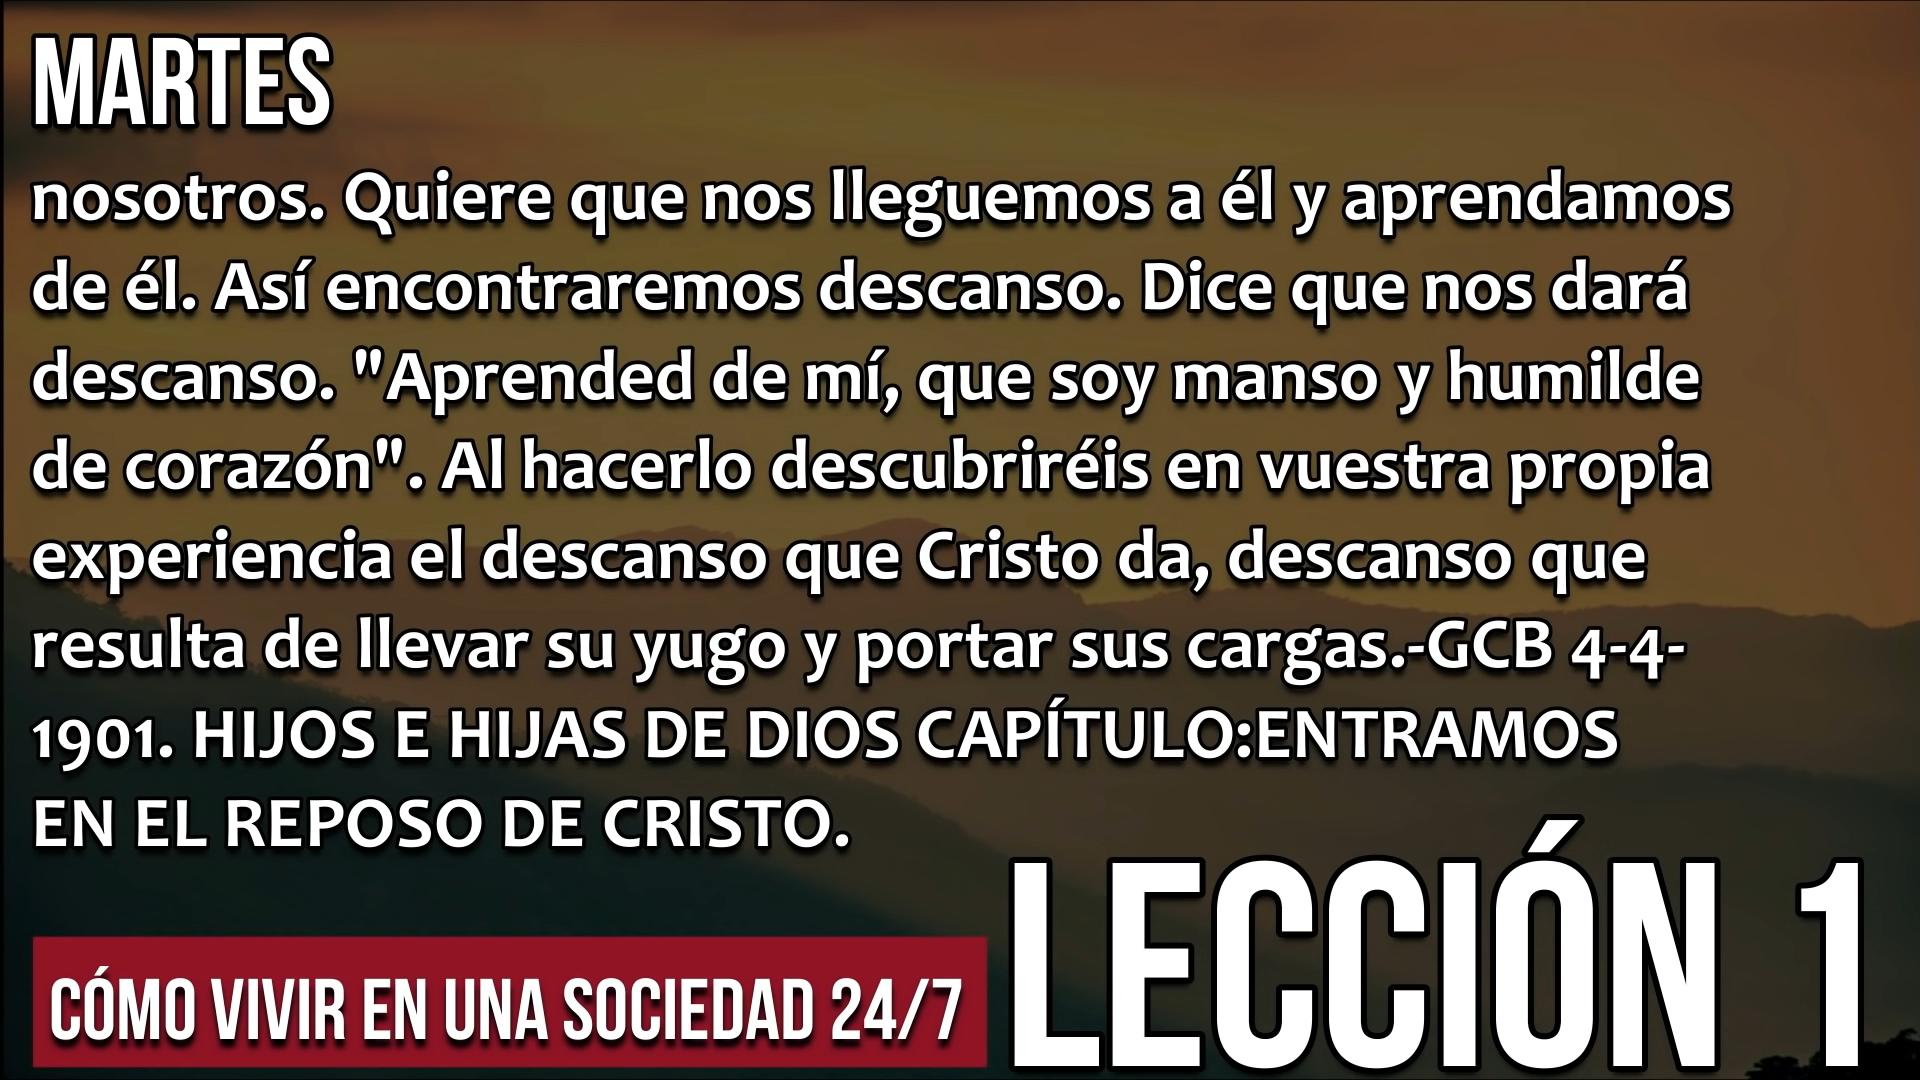 MARTES
nosotros. Quiere que nos lleguemos a él y aprendamos
de él. Así encontraremos descanso. Dice que nos dará
descanso. "Aprended de mí, que soy manso y humilde
de corazón". Al hacerlo descubriréis en vuestra propia
experiencia el descanso que Cristo da, descanso que
resulta de llevar su yugo y portar sus cargas.-GCB 4-4-
1901. HIJOS E HIJAS DE DIOS CAPÍTULO:ENTRAMOS
EN EL REPOSO DE CRISTO.
CÓMO VIVIR EN UNA SOCIEDAD 24/7
LECCIÓN 1